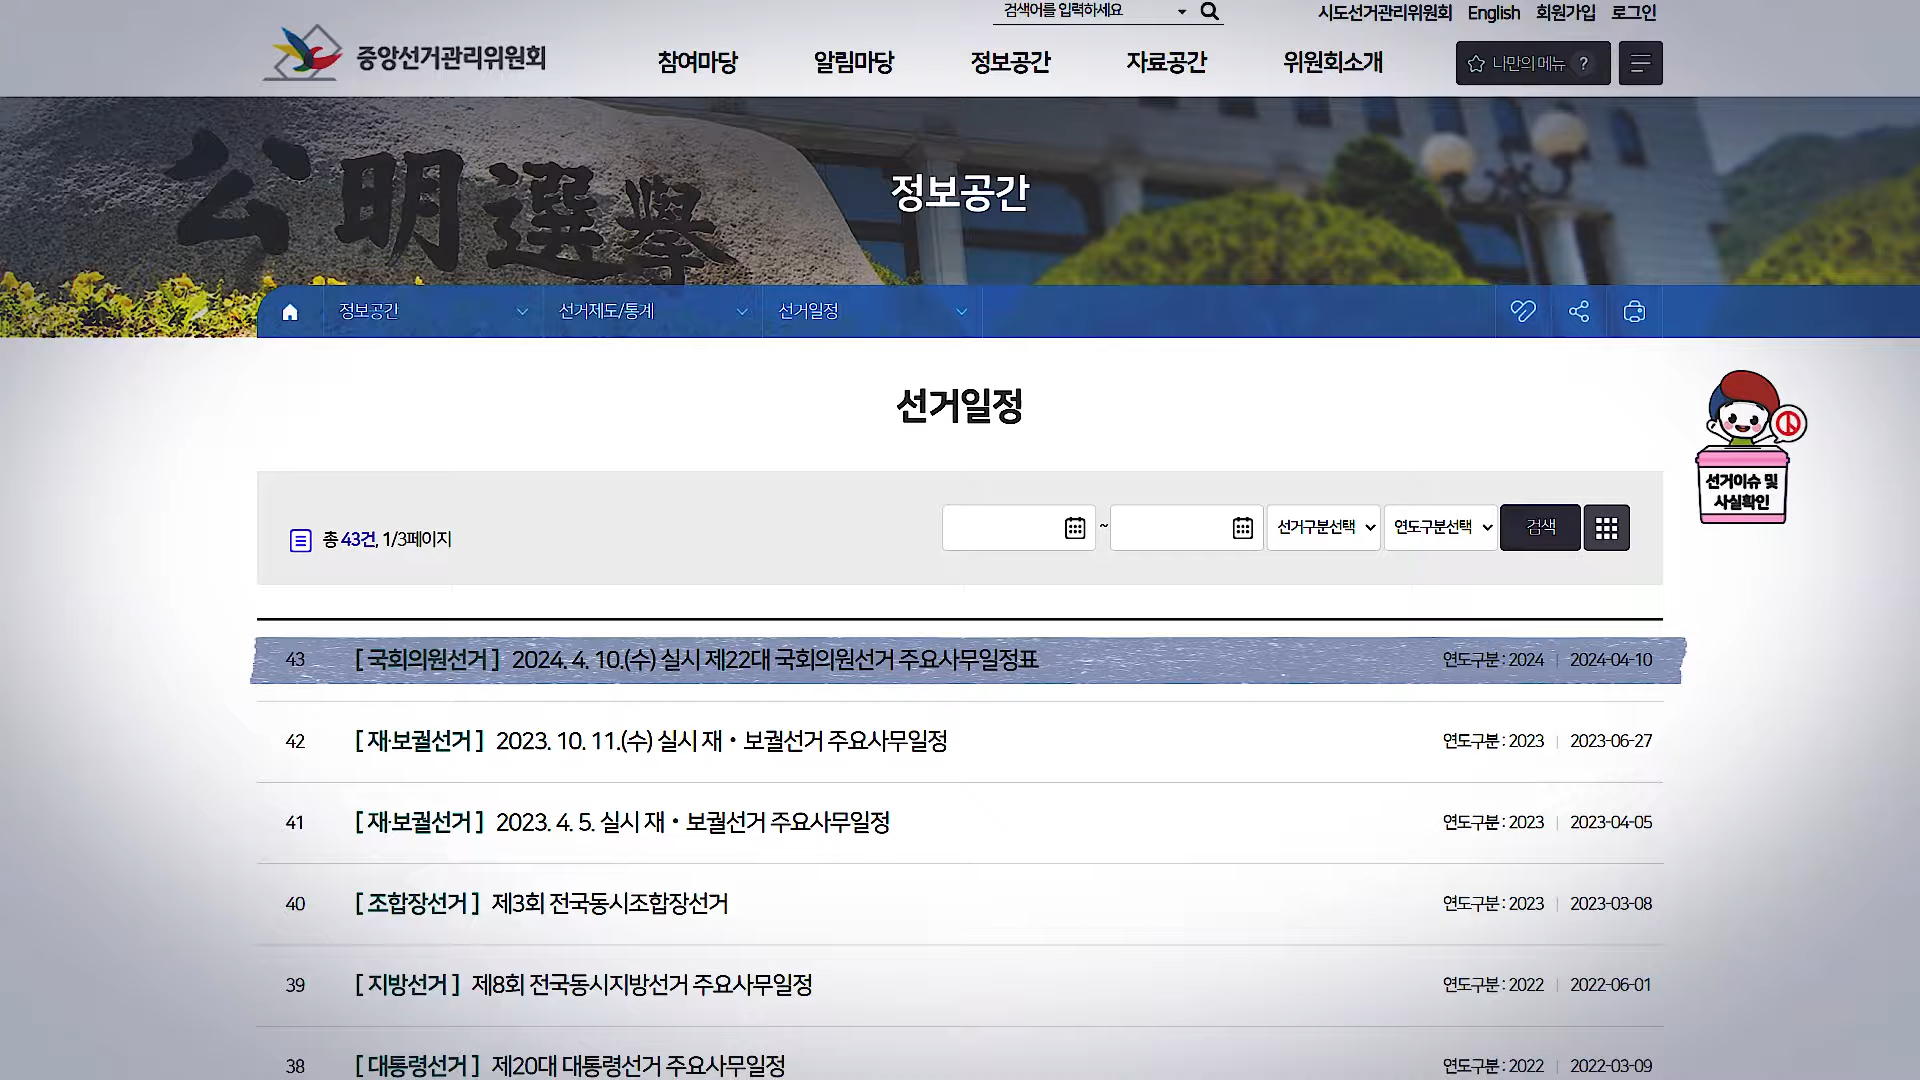 검색어를 입력하세요
시도선거관리위원회 English 회원가입 로그인
중앙선거관리위원회
참여마당 알림마당 정보공간 자료공간 위원회소개
나만의 메뉴 ?
公明選擧
정보공간
정보공간 선거제도/통계 선거일정
선거일정
선거이슈 및
사실확인
총 43건, 1/3페이지
~ 선거구분선택 연도구분선택 검색
43 [ 국회의원선거 ] 2024. 4. 10.(수) 실시 제22대 국회의원선거 주요사무일정표 연도구분 : 2024 2024-04-10
42 [ 재·보궐선거 ] 2023. 10. 11.(수) 실시 재・보궐선거 주요사무일정 연도구분 : 2023 2023-06-27
41 [ 재·보궐선거 ] 2023. 4. 5. 실시 재・보궐선거 주요사무일정 연도구분 : 2023 2023-04-05
40 [ 조합장선거 ] 제3회 전국동시조합장선거 연도구분 : 2023 2023-03-08
39 [ 지방선거 ] 제8회 전국동시지방선거 주요사무일정 연도구분 : 2022 2022-06-01
38 [ 대통령선거 ] 제20대 대통령선거 주요사무일정 연도구분 : 2022 2022-03-09